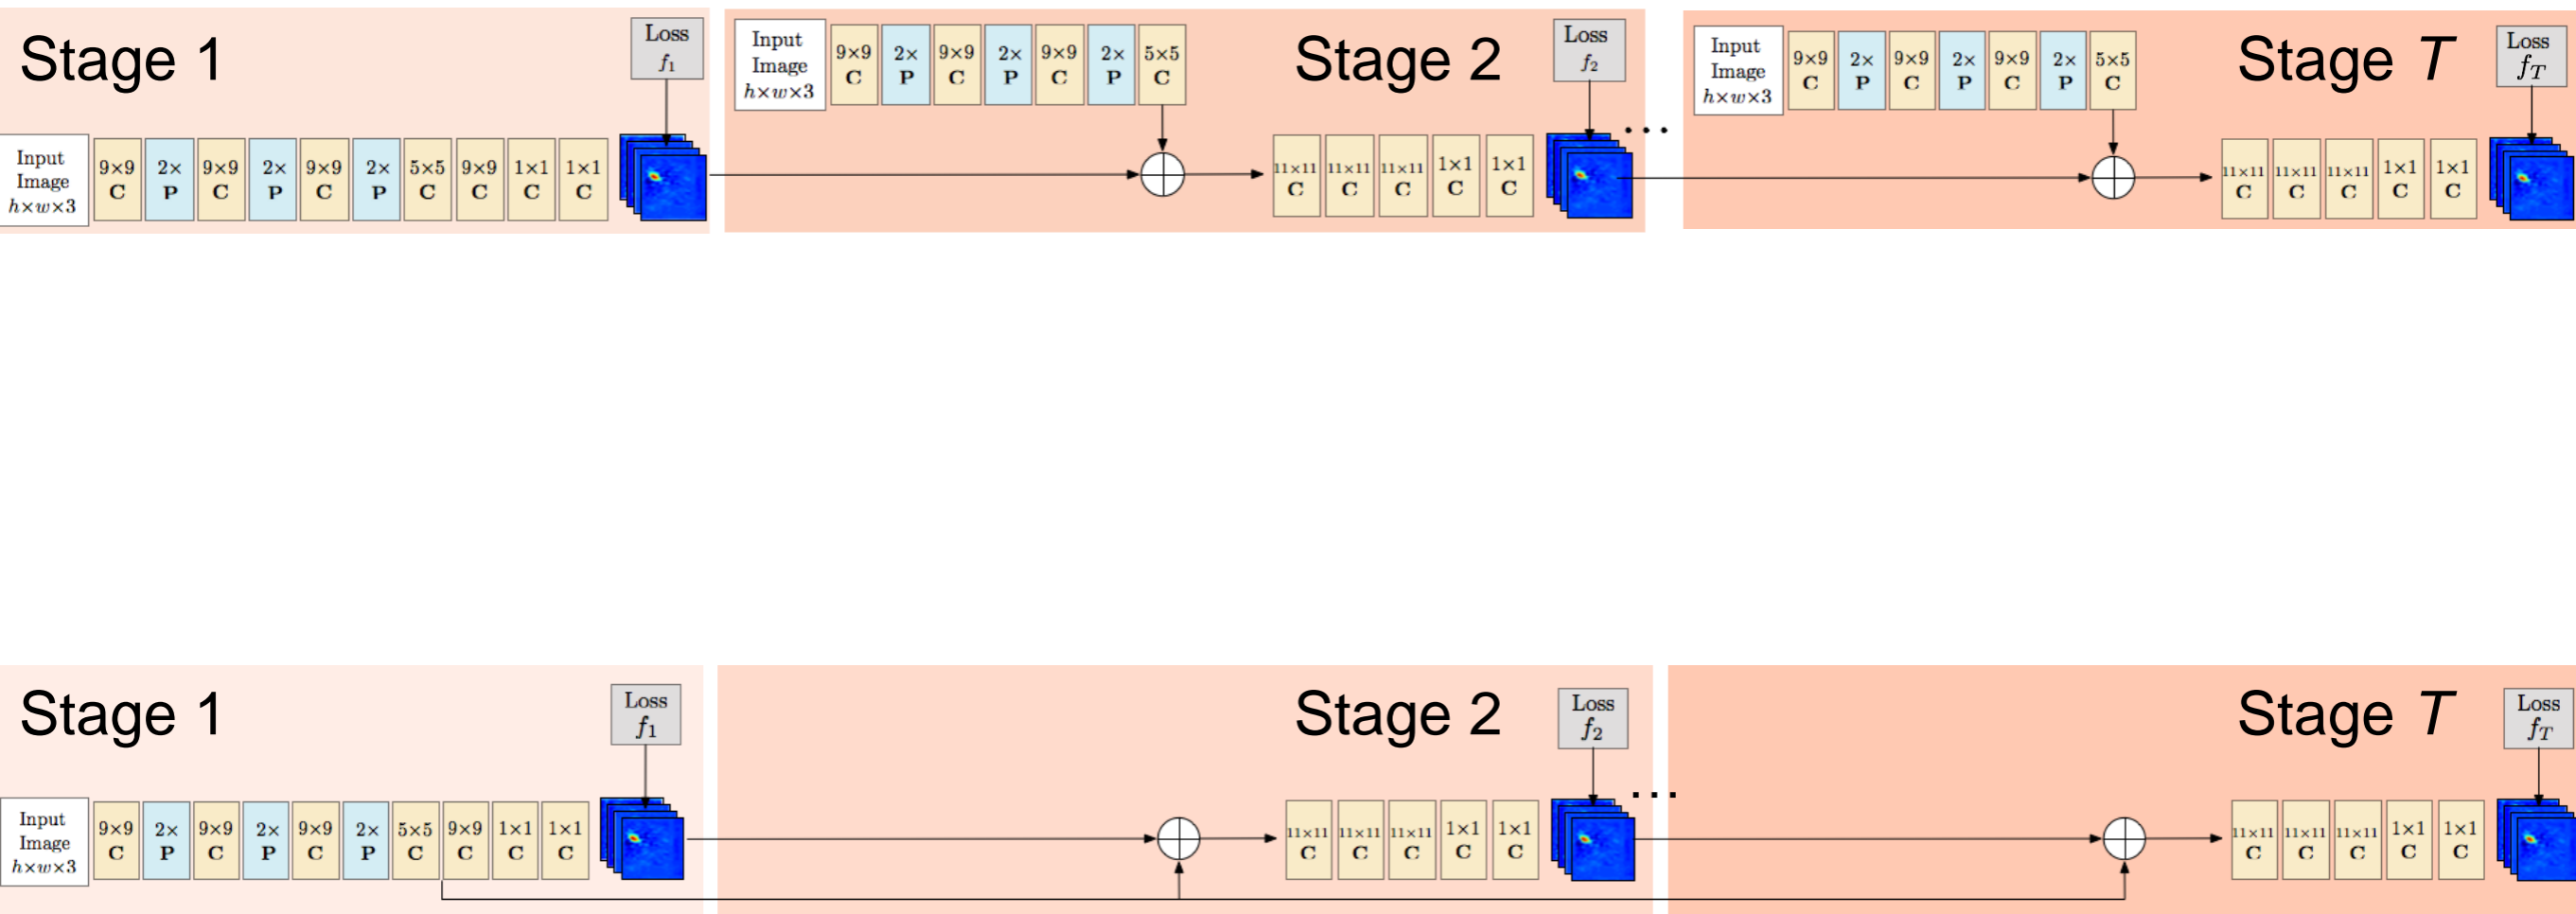 Stage 1
Loss
f₁
Input
Image
h×w×3
9×9
C
2×
P
9×9
C
2×
P
9×9
C
2×
P
5×5
C
9×9
C
1×1
C
1×1
C
Input
Image
h×w×3
9×9
C
2×
P
9×9
C
2×
P
9×9
C
2×
P
5×5
C
Stage 2
Loss
f₂
11×11
C
11×11
C
11×11
C
1×1
C
1×1
C
...
Input
Image
h×w×3
9×9
C
2×
P
9×9
C
2×
P
9×9
C
2×
P
5×5
C
Stage T
Loss
f_T
11×11
C
11×11
C
11×11
C
1×1
C
1×1
C
Stage 1
Loss
f₁
Input
Image
h×w×3
9×9
C
2×
P
9×9
C
2×
P
9×9
C
2×
P
5×5
C
9×9
C
1×1
C
1×1
C
Stage 2
Loss
f₂
11×11
C
11×11
C
11×11
C
1×1
C
1×1
C
...
Stage T
Loss
f_T
11×11
C
11×11
C
11×11
C
1×1
C
1×1
C